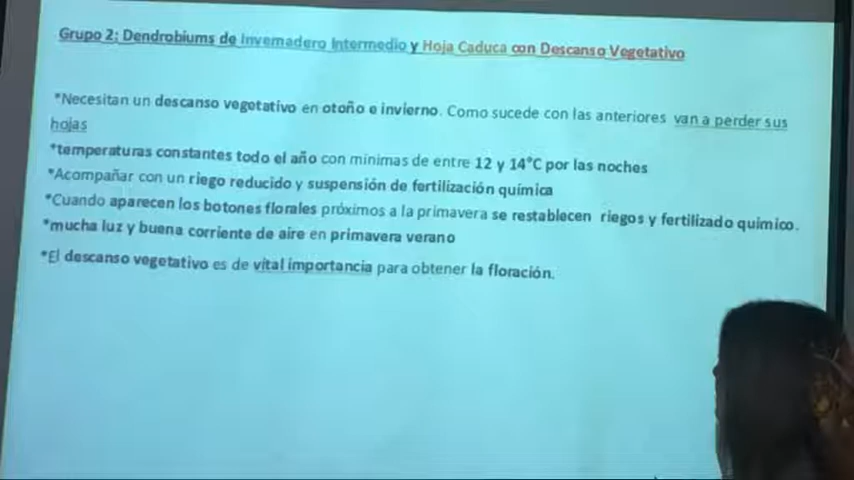 Grupo 2: Dendrobiums de Invernadero Intermedio y Hoja Caduca con Descanso Vegetativo
*Necesitan un descanso vegetativo en otoño e invierno. Como sucede con las anteriores van a perder sus
hojas
*temperaturas constantes todo el año con mínimas de entre 12 y 14°C por las noches
*Acompañar con un riego reducido y suspensión de fertilización química
*Cuando aparecen los botones florales próximos a la primavera se restablecen riegos y fertilizado químico.
*mucha luz y buena corriente de aire en primavera verano
*El descanso vegetativo es de vital importancia para obtener la floración.